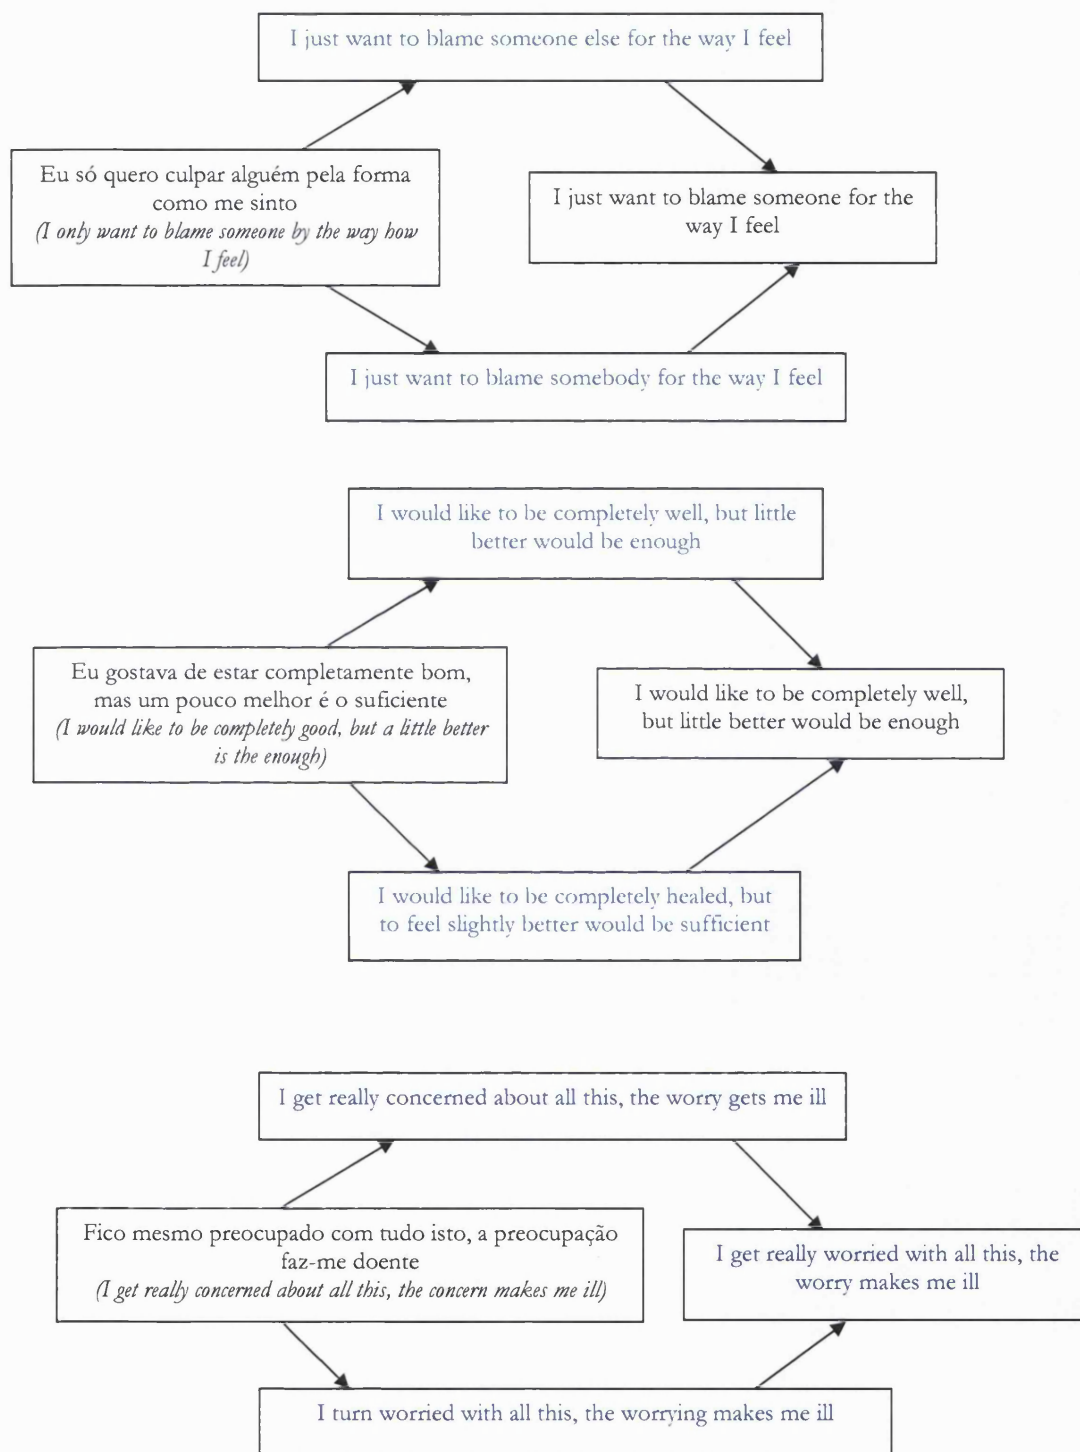 I just want to blame someone else for the way I feel
Eu só quero culpar alguém pela forma
como me sinto
(I only want to blame someone by the way how
I feel)
I just want to blame someone for the
way I feel
I just want to blame somebody for the way I feel
I would like to be completely well, but little
better would be enough
Eu gostava de estar completamente bom,
mas um pouco melhor é o suficiente
(I would like to be completely good, but a little better
is the enough)
I would like to be completely well,
but little better would be enough
I would like to be completely healed, but
to feel slightly better would be sufficient
I get really concerned about all this, the worry gets me ill
Fico mesmo preocupado com tudo isto, a preocupação
faz-me doente
(I get really concerned about all this, the concern makes me ill)
I get really worried with all this, the
worry makes me ill
I turn worried with all this, the worrying makes me ill